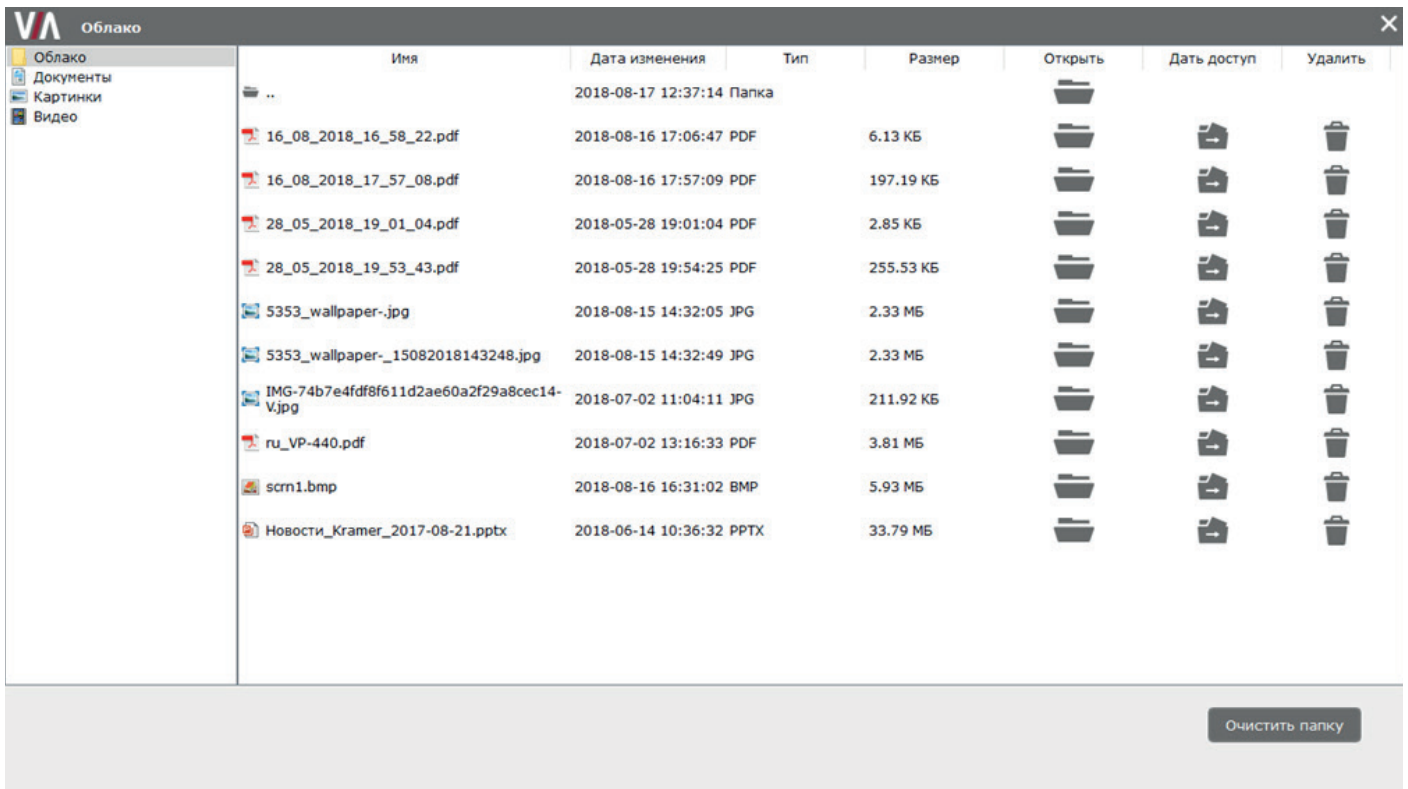 VIA Облако
Облако
Документы
Картинки
Видео
Имя Дата изменения Тип Размер Открыть Дать доступ Удалить
.. 2018-08-17 12:37:14 Папка
16_08_2018_16_58_22.pdf 2018-08-16 17:06:47 PDF 6.13 КБ
16_08_2018_17_57_08.pdf 2018-08-16 17:57:09 PDF 197.19 КБ
28_05_2018_19_01_04.pdf 2018-05-28 19:01:04 PDF 2.85 КБ
28_05_2018_19_53_43.pdf 2018-05-28 19:54:25 PDF 255.53 КБ
5353_wallpaper-.jpg 2018-08-15 14:32:05 JPG 2.33 МБ
5353_wallpaper-_15082018143248.jpg 2018-08-15 14:32:49 JPG 2.33 МБ
IMG-74b7e4fdf8f611d2ae60a2f29a8cec14-
V.jpg 2018-07-02 11:04:11 JPG 211.92 КБ
ru_VP-440.pdf 2018-07-02 13:16:33 PDF 3.81 МБ
scrn1.bmp 2018-08-16 16:31:02 BMP 5.93 МБ
Новости_Kramer_2017-08-21.pptx 2018-06-14 10:36:32 PPTX 33.79 МБ
Очистить папку